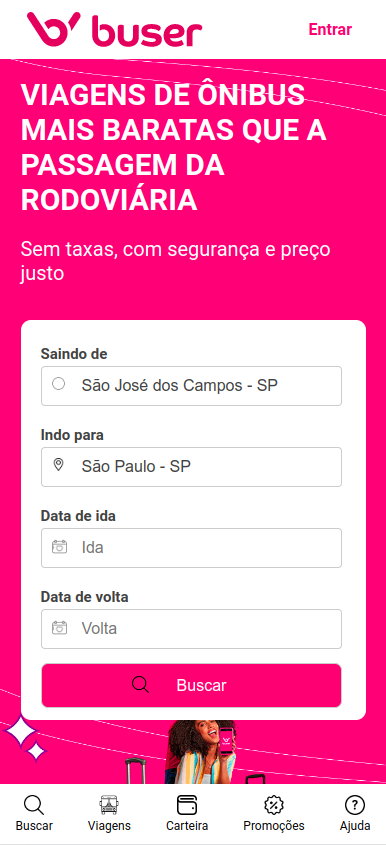 buser
Entrar
VIAGENS DE ÔNIBUS
MAIS BARATAS QUE A
PASSAGEM DA
RODOVIÁRIA
Sem taxas, com segurança e preço
justo
Saindo de
São José dos Campos - SP
Indo para
São Paulo - SP
Data de ida
Ida
Data de volta
Volta
Buscar
Buscar
Viagens
Carteira
Promoções
Ajuda